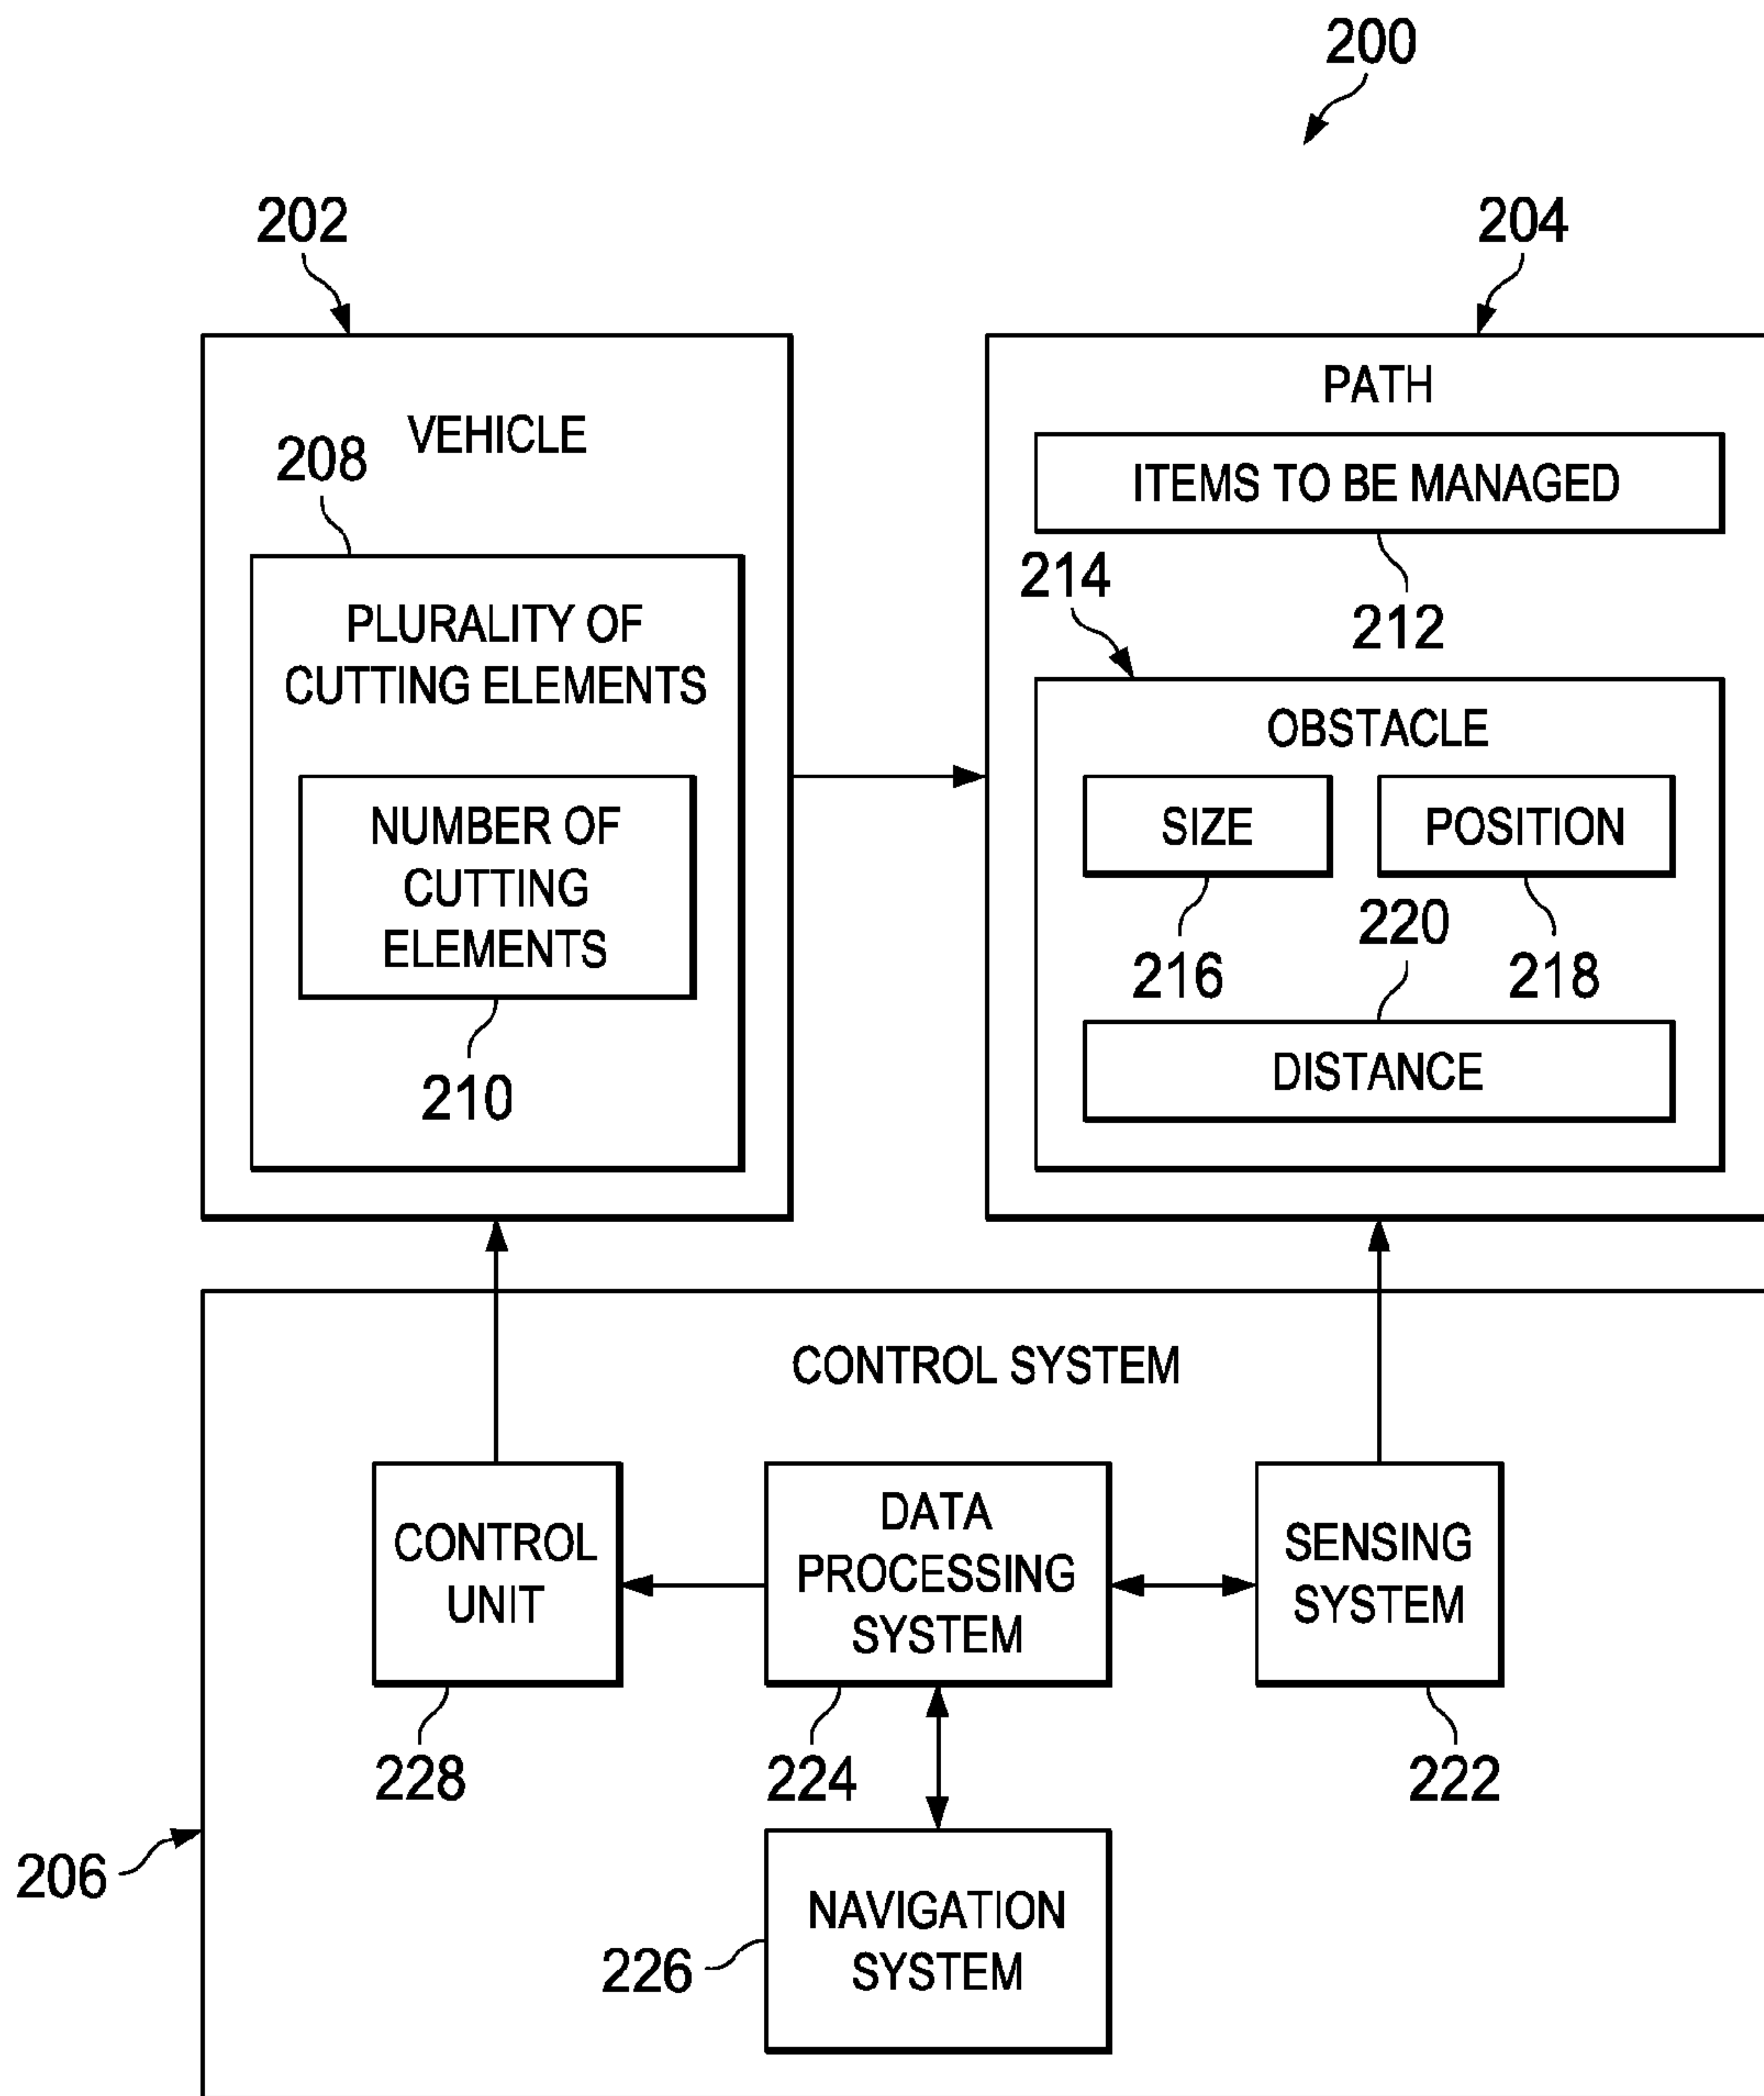 200
202
204
VEHICLE
208
PLURALITY OF
CUTTING ELEMENTS
NUMBER OF
CUTTING
ELEMENTS
210
PATH
ITEMS TO BE MANAGED
212
214
OBSTACLE
SIZE
POSITION
216
220
218
DISTANCE
CONTROL SYSTEM
CONTROL
UNIT
228
DATA
PROCESSING
SYSTEM
224
SENSING
SYSTEM
222
206
NAVIGATION
SYSTEM
226